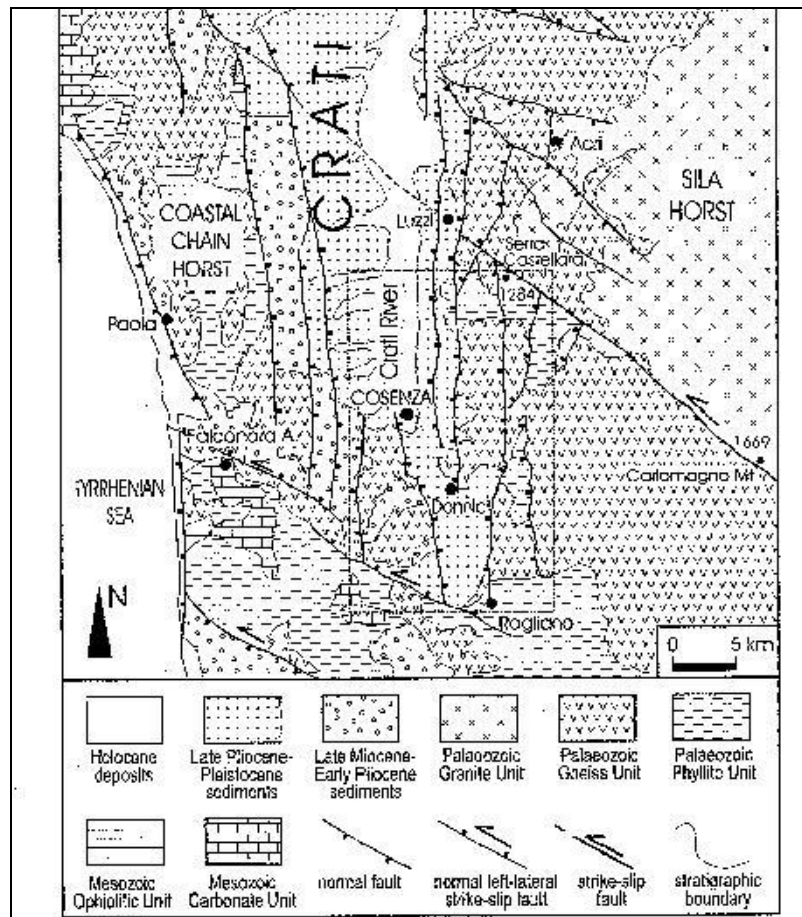 CRATI
Acri
SILA
HORST
COASTAL
CHAIN
HORST
Luzzi
Serra
Castellara
1284
Paola
Crati River
COSENZA
Falconara A.
1669
Carlomagno Mt
TYRRHENIAN
SEA
Donnic
N
Rogliano
0 5 km
Holocene
deposits
Late Pliocene-
Pleistocene
sediments
Late Miocene-
Early Pliocene
sediments
Palaeozoic
Granite Unit
Palaeozoic
Gneiss Unit
Palaeozoic
Phyllite Unit
Mesozoic
Ophiolitic Unit
Mesozoic
Carbonate Unit
normal fault
normal left-lateral
strike-slip fault
strike-slip
fault
stratigraphic
boundary